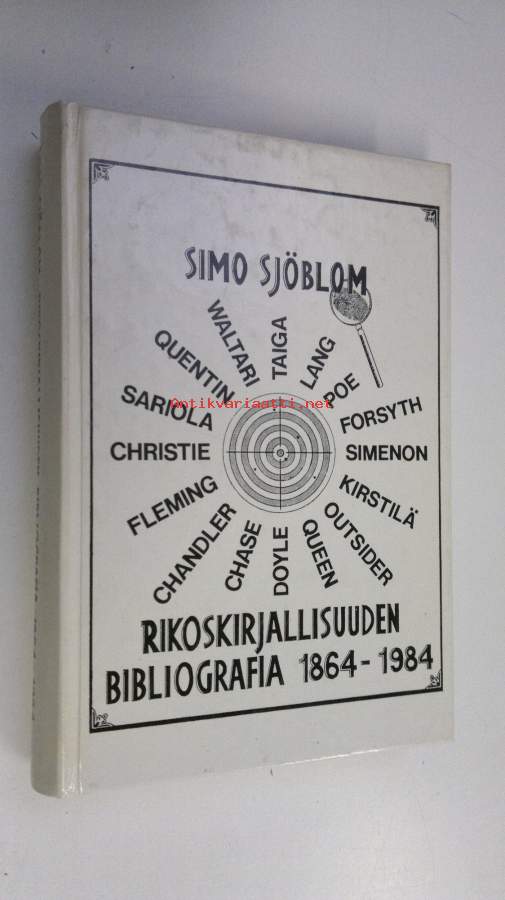 SIMO SJÖBLOM
TAIGA
LANG
POE
FORSYTH
SIMENON
KIRSTILÄ
OUTSIDER
QUEEN
DOYLE
CHASE
CHANDLER
FLEMING
CHRISTIE
SARIOLA
QUENTIN
WALTARI
Antikvariaatti.net
RIKOSKIRJALLISUUDEN
BIBLIOGRAFIA 1864-1984